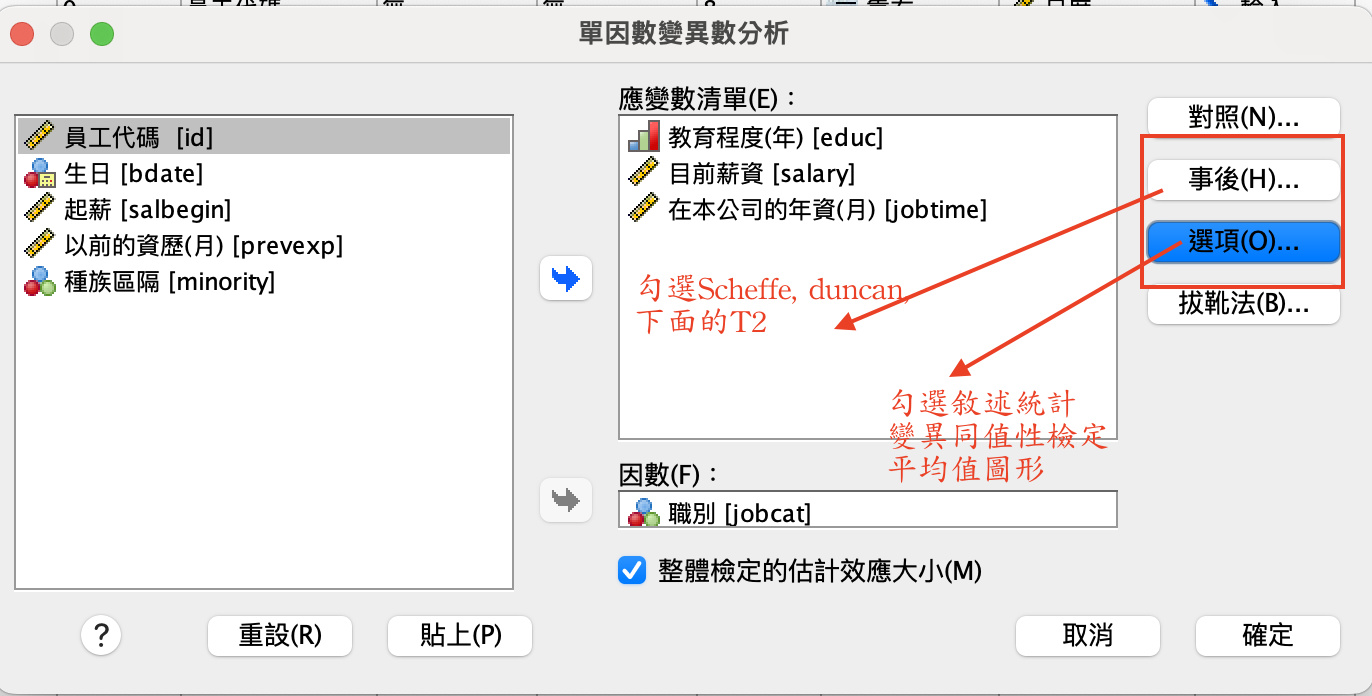 單因數變異數分析
應變數清單(E)：
員工代碼 [id]
生日 [bdate]
起薪 [salbegin]
以前的資歷(月) [prevexp]
種族區隔 [minority]
教育程度(年) [educ]
目前薪資 [salary]
在本公司的年資(月) [jobtime]
勾選Scheffe, duncan,
下面的T2
勾選敘述統計
變異同值性檢定
平均值圖形
對照(N)...
事後(H)...
選項(O)...
拔靴法(B)...
因數(F)：
職別 [jobcat]
整體檢定的估計效應大小(M)
?
重設(R)
貼上(P)
取消
確定